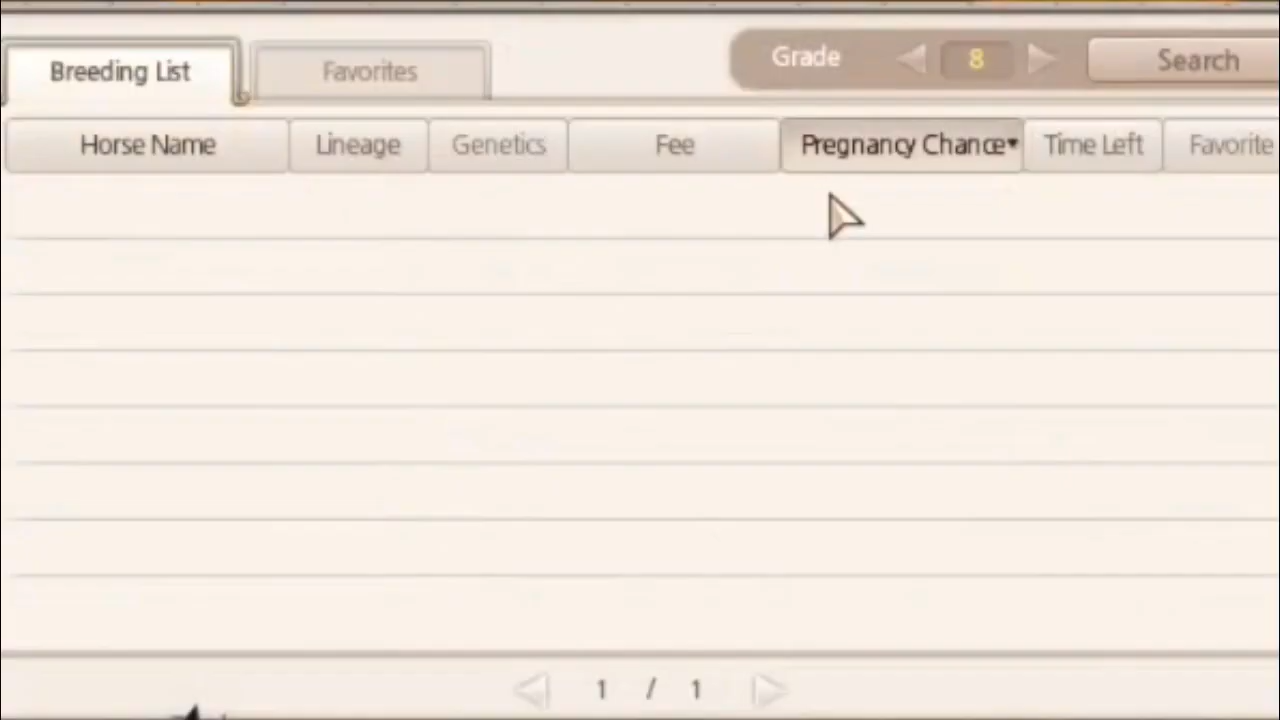 Breeding List Favorites Grade 8 Search
Horse Name Lineage Genetics Fee Pregnancy Chance Time Left Favorite
1 / 1